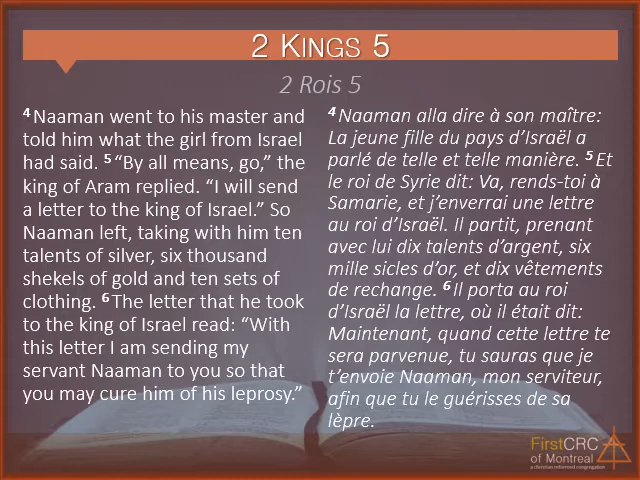 2 KINGS 5
2 Rois 5
⁴ Naaman went to his master and
told him what the girl from Israel
had said. ⁵ “By all means, go,” the
king of Aram replied. “I will send
a letter to the king of Israel.” So
Naaman left, taking with him ten
talents of silver, six thousand
shekels of gold and ten sets of
clothing. ⁶ The letter that he took
to the king of Israel read: “With
this letter I am sending my
servant Naaman to you so that
you may cure him of his leprosy.”
⁴ Naaman alla dire à son maître:
La jeune fille du pays d’Israël a
parlé de telle et telle manière. ⁵ Et
le roi de Syrie dit: Va, rends-toi à
Samarie, et j’enverrai une lettre
au roi d’Israël. Il partit, prenant
avec lui dix talents d’argent, six
mille sicles d’or, et dix vêtements
de rechange. ⁶ Il porta au roi
d’Israël la lettre, où il était dit:
Maintenant, quand cette lettre te
sera parvenue, tu sauras que je
t’envoie Naaman, mon serviteur,
afin que tu le guérisses de sa
lèpre.
FirstCRC
of Montreal
a christian reformed congregation